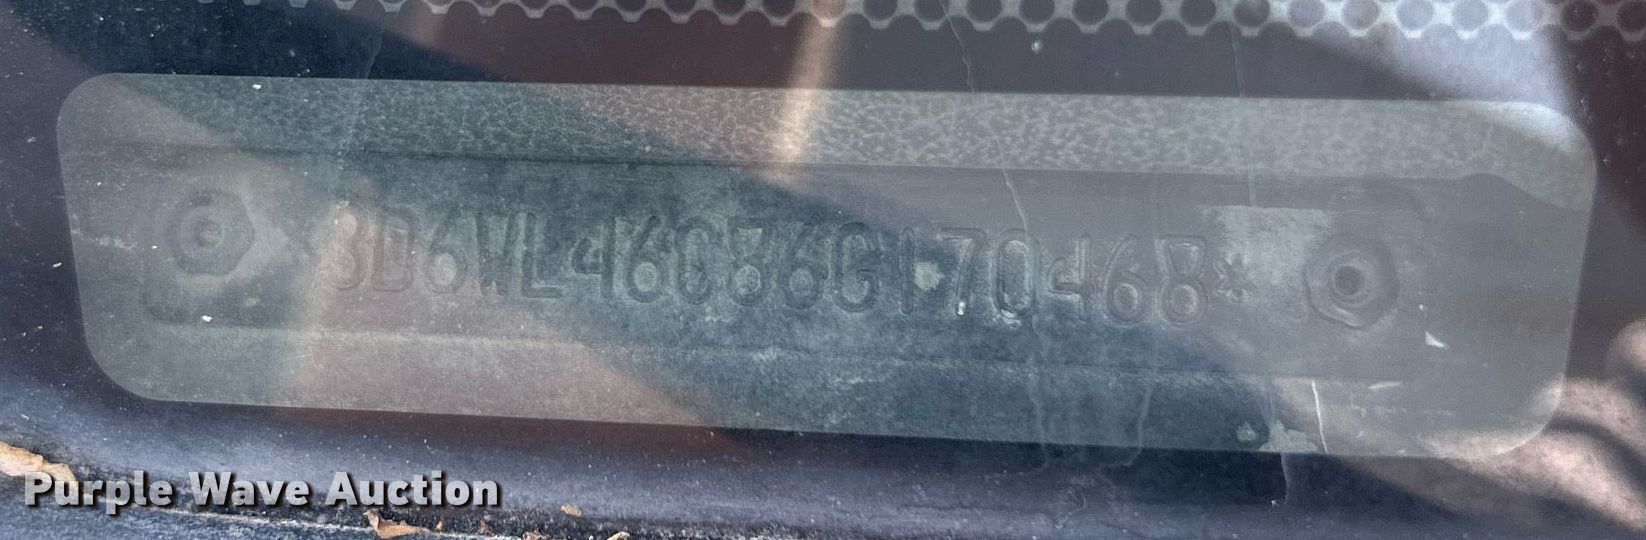 *3D6WL46C86G170468*
Purple Wave Auction